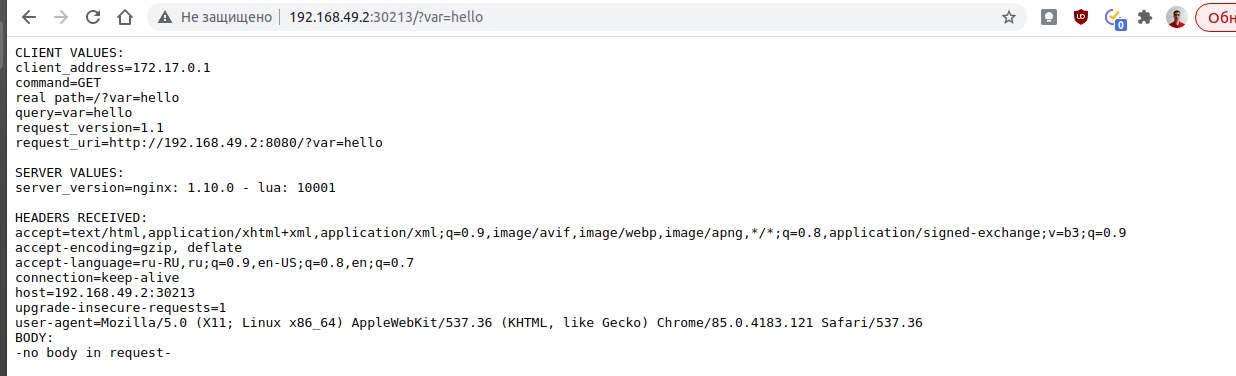 Не защищено 192.168.49.2:30213/?var=hello
0
Обн
CLIENT VALUES:
client_address=172.17.0.1
command=GET
real path=/?var=hello
query=var=hello
request_version=1.1
request_uri=http://192.168.49.2:8080/?var=hello
SERVER VALUES:
server_version=nginx: 1.10.0 - lua: 10001
HEADERS RECEIVED:
accept=text/html,application/xhtml+xml,application/xml;q=0.9,image/avif,image/webp,image/apng,*/*;q=0.8,application/signed-exchange;v=b3;q=0.9
accept-encoding=gzip, deflate
accept-language=ru-RU,ru;q=0.9,en-US;q=0.8,en;q=0.7
connection=keep-alive
host=192.168.49.2:30213
upgrade-insecure-requests=1
user-agent=Mozilla/5.0 (X11; Linux x86_64) AppleWebKit/537.36 (KHTML, like Gecko) Chrome/85.0.4183.121 Safari/537.36
BODY:
-no body in request-